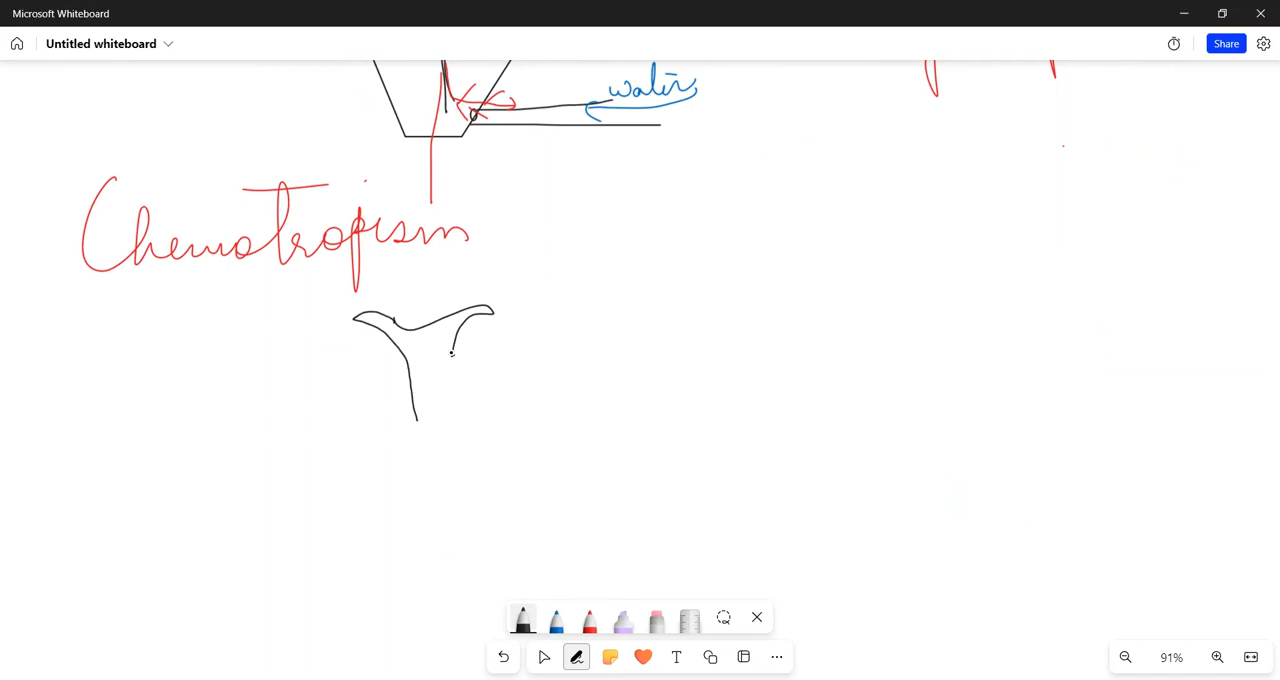 Microsoft Whiteboard
Untitled whiteboard
Share
water
Chemotropism
T
91%